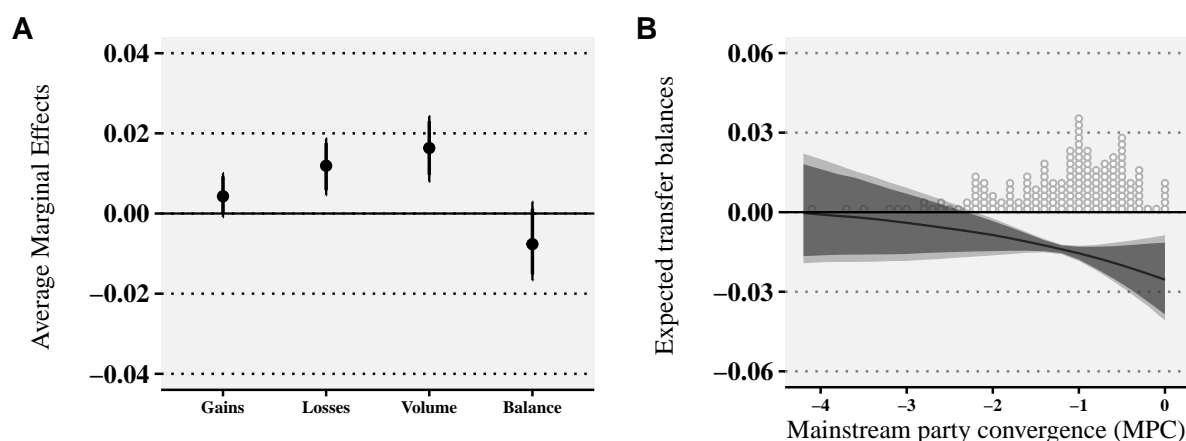 A
Average Marginal Effects
0.04
0.02
0.00
−0.02
−0.04
Gains Losses Volume Balance
B
Expected transfer balances
0.06
0.03
0.00
−0.03
−0.06
−4 −3 −2 −1 0
Mainstream party convergence (MPC)